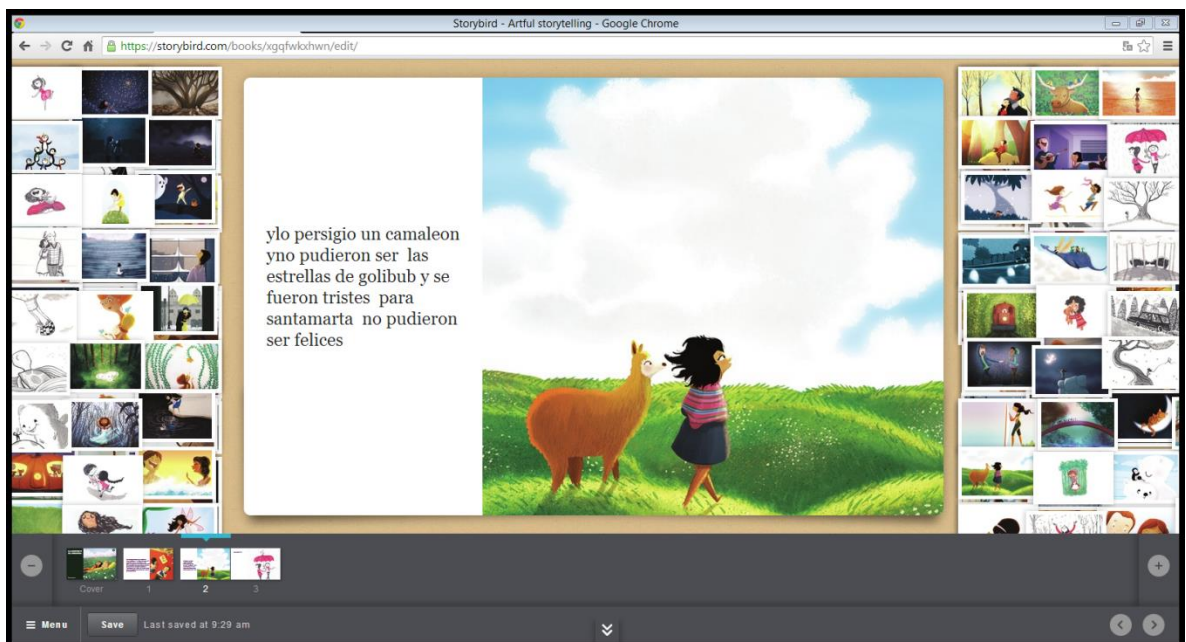 Storybird - Artful storytelling - Google Chrome
https://storybird.com/books/xgqfwkxhwn/edit/
ylo persigio un camaleon
yno pudieron ser  las
estrellas de golibub y se
fueron tristes  para
santamarta  no pudieron
ser felices
Cover 1 2 3
Menu Save Last saved at 9:29 am